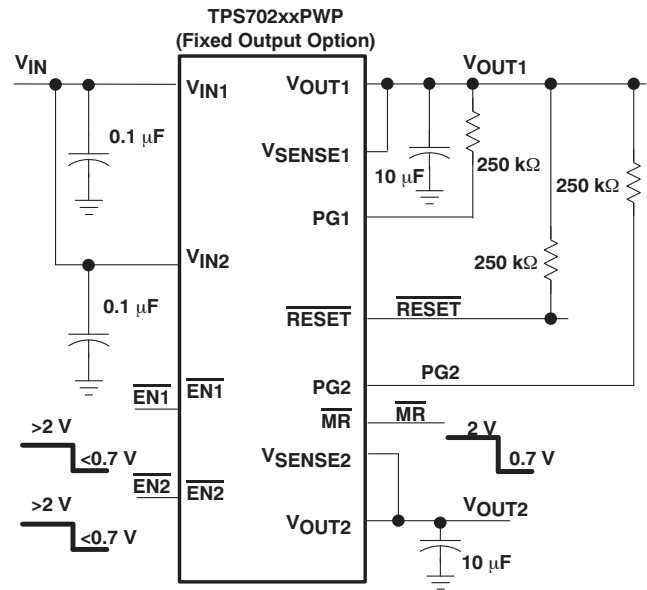 TPS702xxPWP
(Fixed Output Option)
VIN
VIN1
VOUT1
VOUT1
0.1 µF
VSENSE1
10 µF
250 kΩ
250 kΩ
PG1
VIN2
250 kΩ
0.1 µF
RESET
RESET
PG2
PG2
EN1
EN1
MR
MR
>2 V
<0.7 V
2 V
0.7 V
VSENSE2
EN2
EN2
>2 V
<0.7 V
VOUT2
VOUT2
10 µF